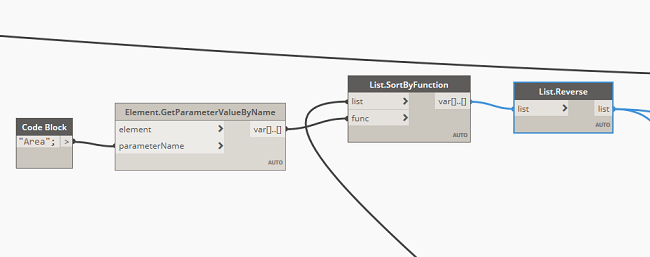 Code Block
"Area"; >
Element.GetParameterValueByName
element > var[]..[]
parameterName >
AUTO
List.SortByFunction
list > var[]..[]
func >
AUTO
List.Reverse
list > list
AUTO